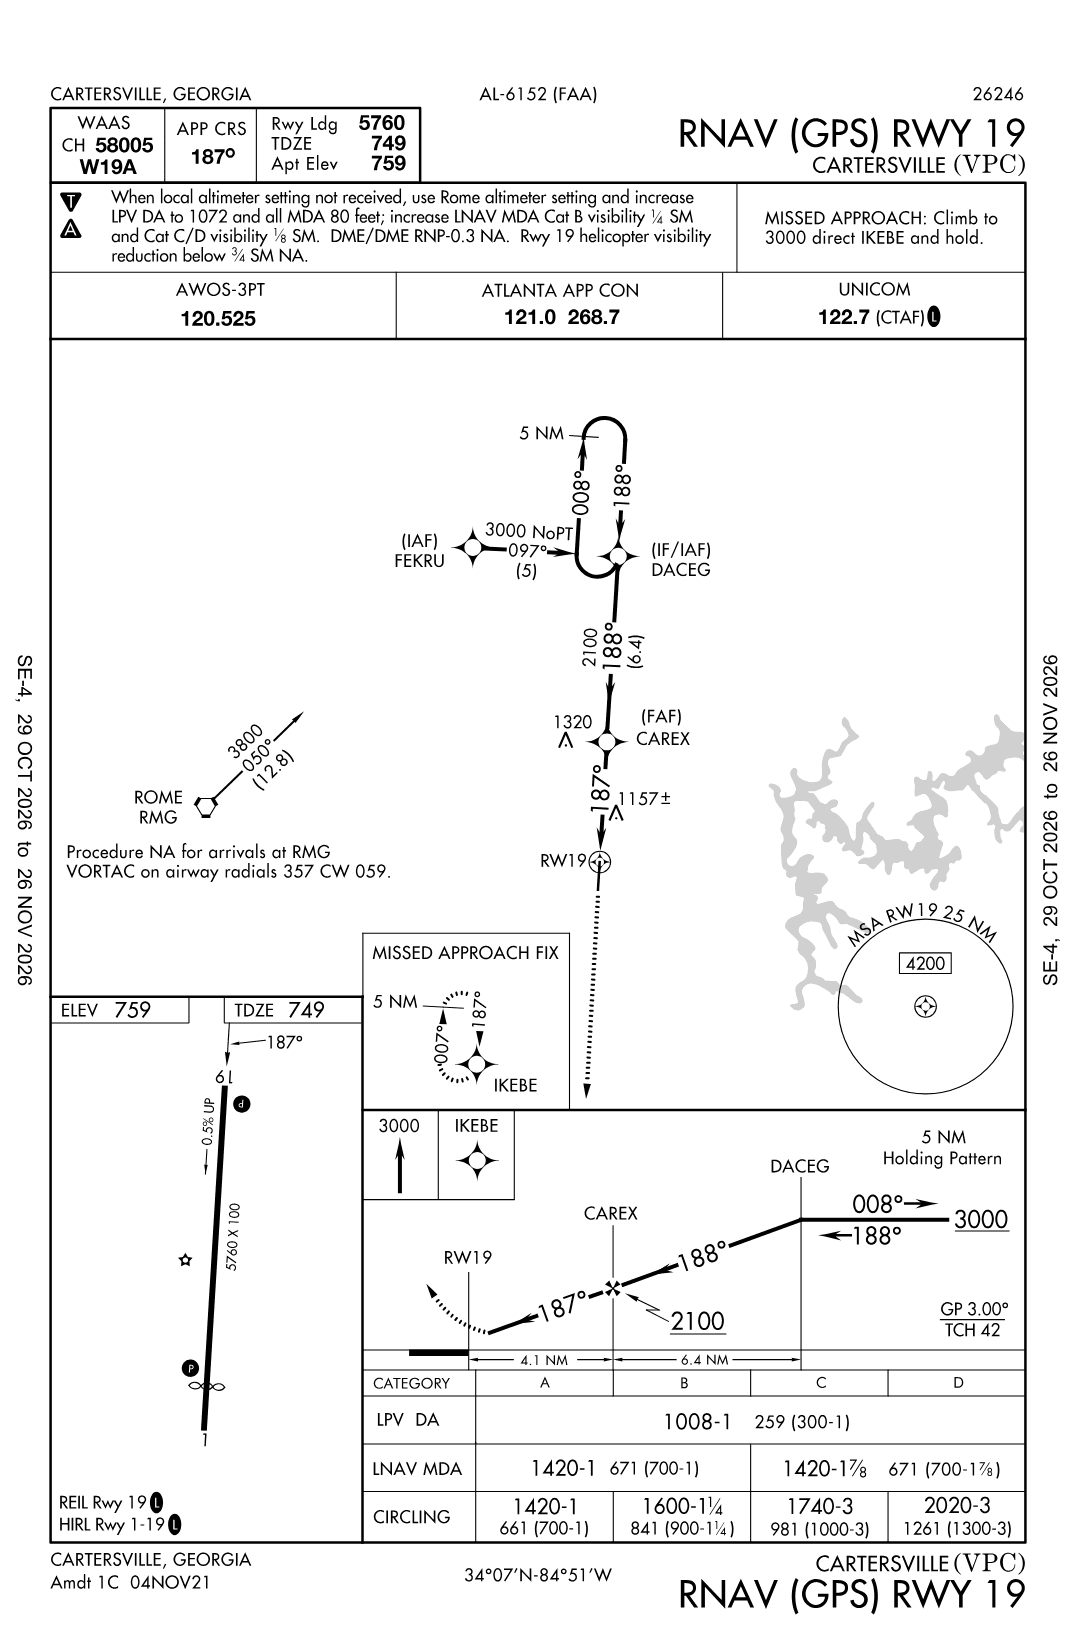 CARTERSVILLE, GEORGIA
AL-6152 (FAA)
26246
WAAS
CH 58005
W19A
APP CRS
187°
Rwy Ldg 5760
TDZE 749
Apt Elev 759
RNAV (GPS) RWY 19
CARTERSVILLE (VPC)
T
A
When local altimeter setting not received, use Rome altimeter setting and increase
LPV DA to 1072 and all MDA 80 feet; increase LNAV MDA Cat B visibility ¼ SM
and Cat C/D visibility ⅛ SM. DME/DME RNP-0.3 NA. Rwy 19 helicopter visibility
reduction below ¾ SM NA.
MISSED APPROACH: Climb to
3000 direct IKEBE and hold.
AWOS-3PT
120.525
ATLANTA APP CON
121.0 268.7
UNICOM
122.7 (CTAF) L
5 NM
008°
188°
(IAF)
FEKRU
3000 NoPT
097°
(5)
(IF/IAF)
DACEG
2100
188°
(6.4)
1320
(FAF)
CAREX
187°
1157±
RW19
3800
050°
(12.8)
ROME
RMG
Procedure NA for arrivals at RMG
VORTAC on airway radials 357 CW 059.
MSA RW19 25 NM
4200
MISSED APPROACH FIX
5 NM
187°
007°
IKEBE
ELEV 759
TDZE 749
187°
19
P
0.5% UP
5760 X 100
P
1
REIL Rwy 19 L
HIRL Rwy 1-19 L
3000
IKEBE
5 NM
Holding Pattern
DACEG
008°
188°
3000
CAREX
188°
RW19
187°
2100
GP 3.00°
TCH 42
4.1 NM
6.4 NM
CATEGORY A B C D
LPV DA 1008-1 259 (300-1)
LNAV MDA 1420-1 671 (700-1) 1420-1⅞ 671 (700-1⅞)
CIRCLING
1420-1
661 (700-1)
1600-1¼
841 (900-1¼)
1740-3
981 (1000-3)
2020-3
1261 (1300-3)
CARTERSVILLE, GEORGIA
Amdt 1C 04NOV21
34°07'N-84°51'W
CARTERSVILLE (VPC)
RNAV (GPS) RWY 19
SE-4, 29 OCT 2026 to 26 NOV 2026
SE-4, 29 OCT 2026 to 26 NOV 2026